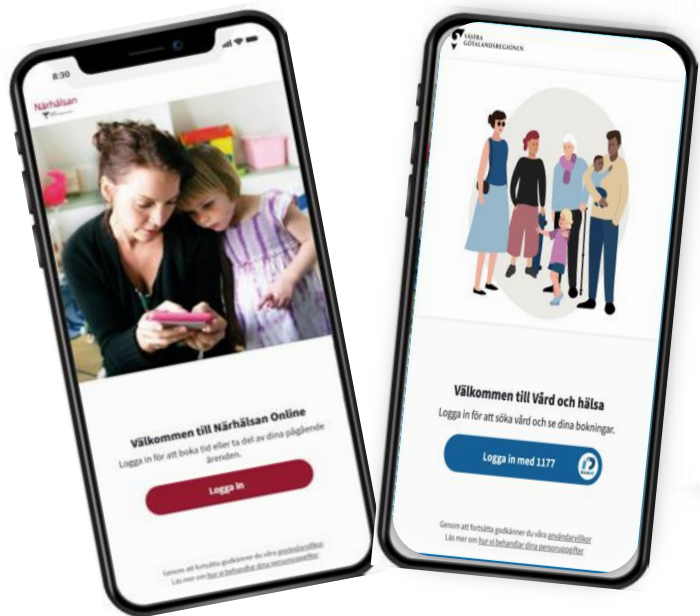 8:30
Närhälsan
Välkommen till Närhälsan Online
Logga in för att boka tid eller ta del av dina pågående
ärenden.
Logga in
Genom att fortsätta godkänner du våra användarvillkor
Läs mer om hur vi behandlar dina personuppgifter
VÄSTRA
GÖTALANDSREGIONEN
Välkommen till Vård och hälsa
Logga in för att söka vård och se dina bokningar.
Logga in med 1177
Genom att fortsätta godkänner du våra användarvillkor
Läs mer om hur vi behandlar dina personuppgifter